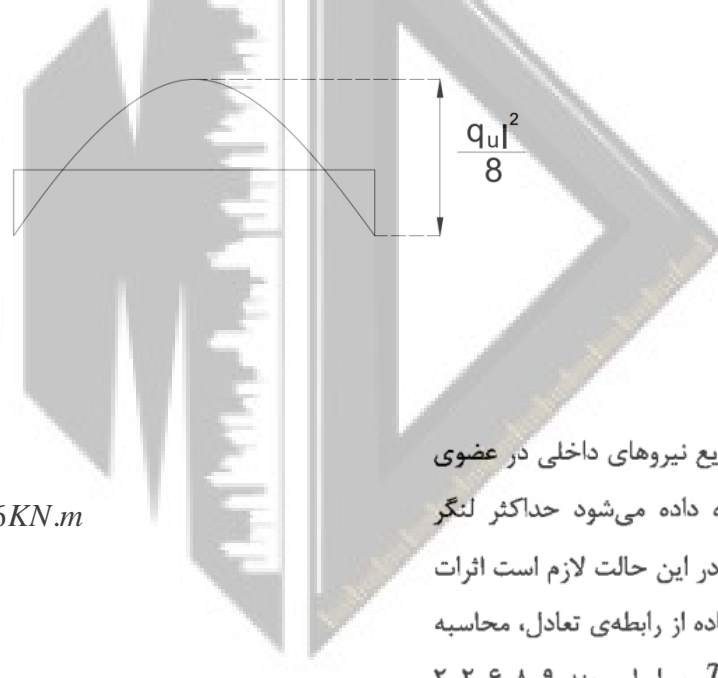 qᵤl²
8
6KN.m
یع نیروهای داخلی در عضوی
ه داده می‌شود حداکثر لنگر
در این حالت لازم است اثرات
اده از رابطه‌ی تعادل، محاسبه